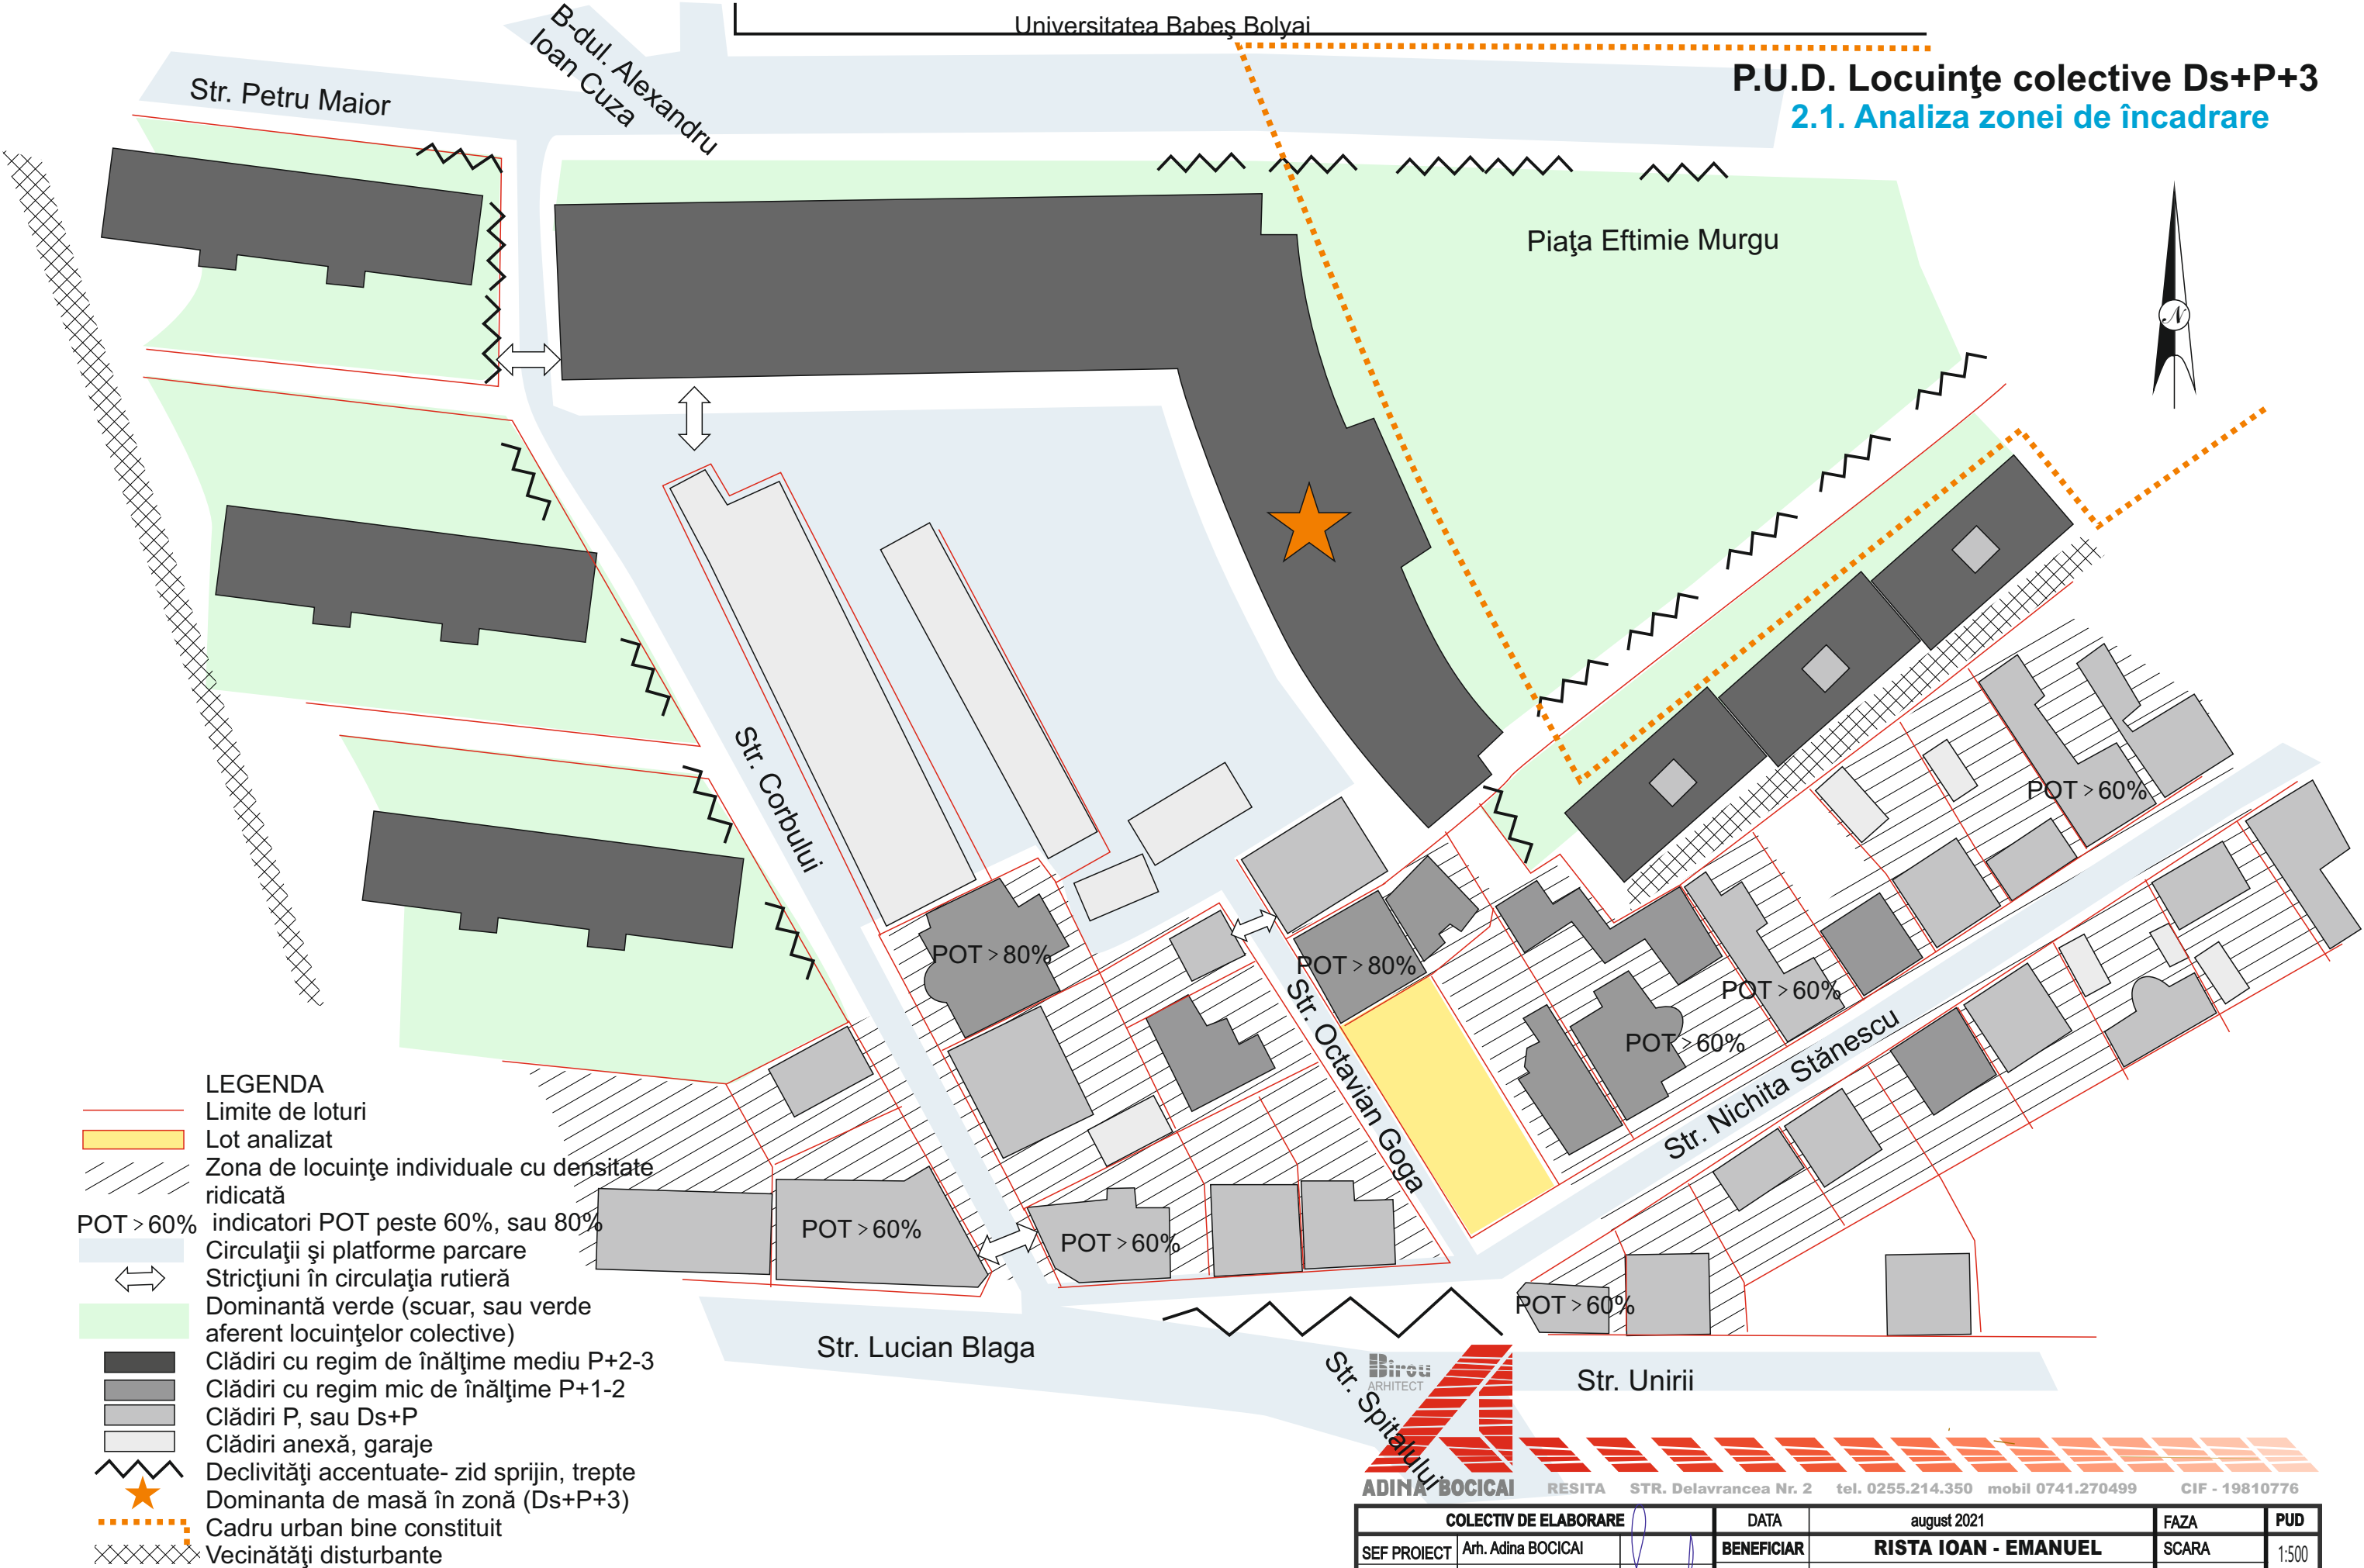 Universitatea Babeş Bolyai
B-dul. Alexandru
Ioan Cuza
Str. Petru Maior
P.U.D. Locuinţe colective Ds+P+3
2.1. Analiza zonei de încadrare
Piaţa Eftimie Murgu
N
Str. Corbului
POT > 60%
POT > 80%
POT > 80%
POT > 60%
POT > 60%
Str. Octavian Goga
Str. Nichita Stănescu
POT > 60%
POT > 60%
POT > 60%
Str. Lucian Blaga
Str. Spitalului
Str. Unirii
LEGENDA
Limite de loturi
Lot analizat
Zona de locuinţe individuale cu densitate
ridicată
POT > 60% indicatori POT peste 60%, sau 80%
Circulaţii şi platforme parcare
Stricţiuni în circulaţia rutieră
Dominantă verde (scuar, sau verde
aferent locuinţelor colective)
Clădiri cu regim de înălţime mediu P+2-3
Clădiri cu regim mic de înălţime P+1-2
Clădiri P, sau Ds+P
Clădiri anexă, garaje
Declivităţi accentuate- zid sprijin, trepte
Dominanta de masă în zonă (Ds+P+3)
Cadru urban bine constituit
Vecinătăţi disturbante
Birou
ARHITECT
ADINA BOCICAI RESITA STR. Delavrancea Nr. 2 tel. 0255.214.350 mobil 0741.270499 CIF - 19810776
COLECTIV DE ELABORARE DATA august 2021 FAZA PUD
SEF PROIECT Arh. Adina BOCICAI BENEFICIAR RISTA IOAN - EMANUEL SCARA 1:500